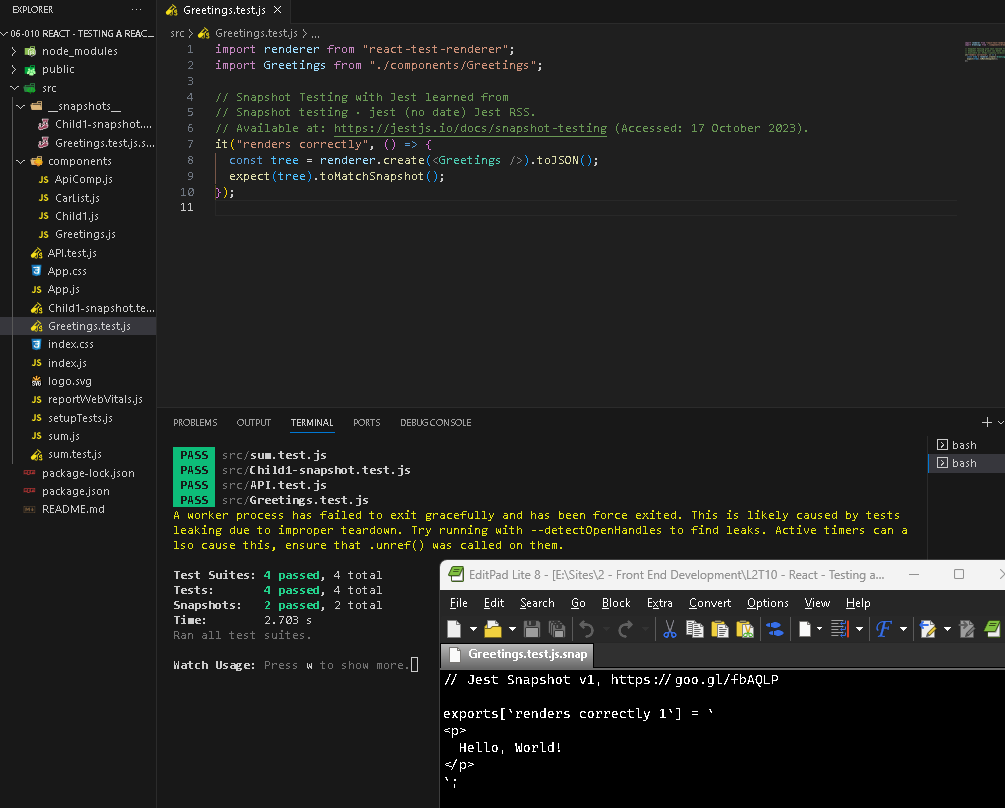 EXPLORER
···
Greetings.test.js
06-010 REACT - TESTING A REAC...
node_modules
public
src
__snapshots__
Child1-snapshot....
Greetings.test.js.s...
components
JS ApiComp.js
JS CarList.js
JS Child1.js
JS Greetings.js
API.test.js
App.css
JS App.js
Child1-snapshot.te...
Greetings.test.js
index.css
JS index.js
logo.svg
JS reportWebVitals.js
JS setupTests.js
JS sum.js
sum.test.js
package-lock.json
package.json
README.md
src > Greetings.test.js > ...
1 import renderer from "react-test-renderer";
2 import Greetings from "./components/Greetings";
3
4 // Snapshot Testing with Jest learned from
5 // Snapshot testing · jest (no date) Jest RSS.
6 // Available at: https://jestjs.io/docs/snapshot-testing (Accessed: 17 October 2023).
7 it("renders correctly", () => {
8 const tree = renderer.create(<Greetings />).toJSON();
9 expect(tree).toMatchSnapshot();
10 });
11
PROBLEMS OUTPUT TERMINAL PORTS DEBUG CONSOLE
bash
bash
PASS src/sum.test.js
PASS src/Child1-snapshot.test.js
PASS src/API.test.js
PASS src/Greetings.test.js
A worker process has failed to exit gracefully and has been force exited. This is likely caused by tests
leaking due to improper teardown. Try running with --detectOpenHandles to find leaks. Active timers can a
lso cause this, ensure that .unref() was called on them.
Test Suites: 4 passed, 4 total
Tests: 4 passed, 4 total
Snapshots: 2 passed, 2 total
Time: 2.703 s
Ran all test suites.
Watch Usage: Press w to show more.
EditPad Lite 8 - [E:\Sites\2 - Front End Development\L2T10 - React - Testing a...
File Edit Search Go Block Extra Convert Options View Help
Greetings.test.js.snap
// Jest Snapshot v1, https://goo.gl/fbAQLP
exports[`renders correctly 1`] = `
<p>
Hello, World!
</p>
`;